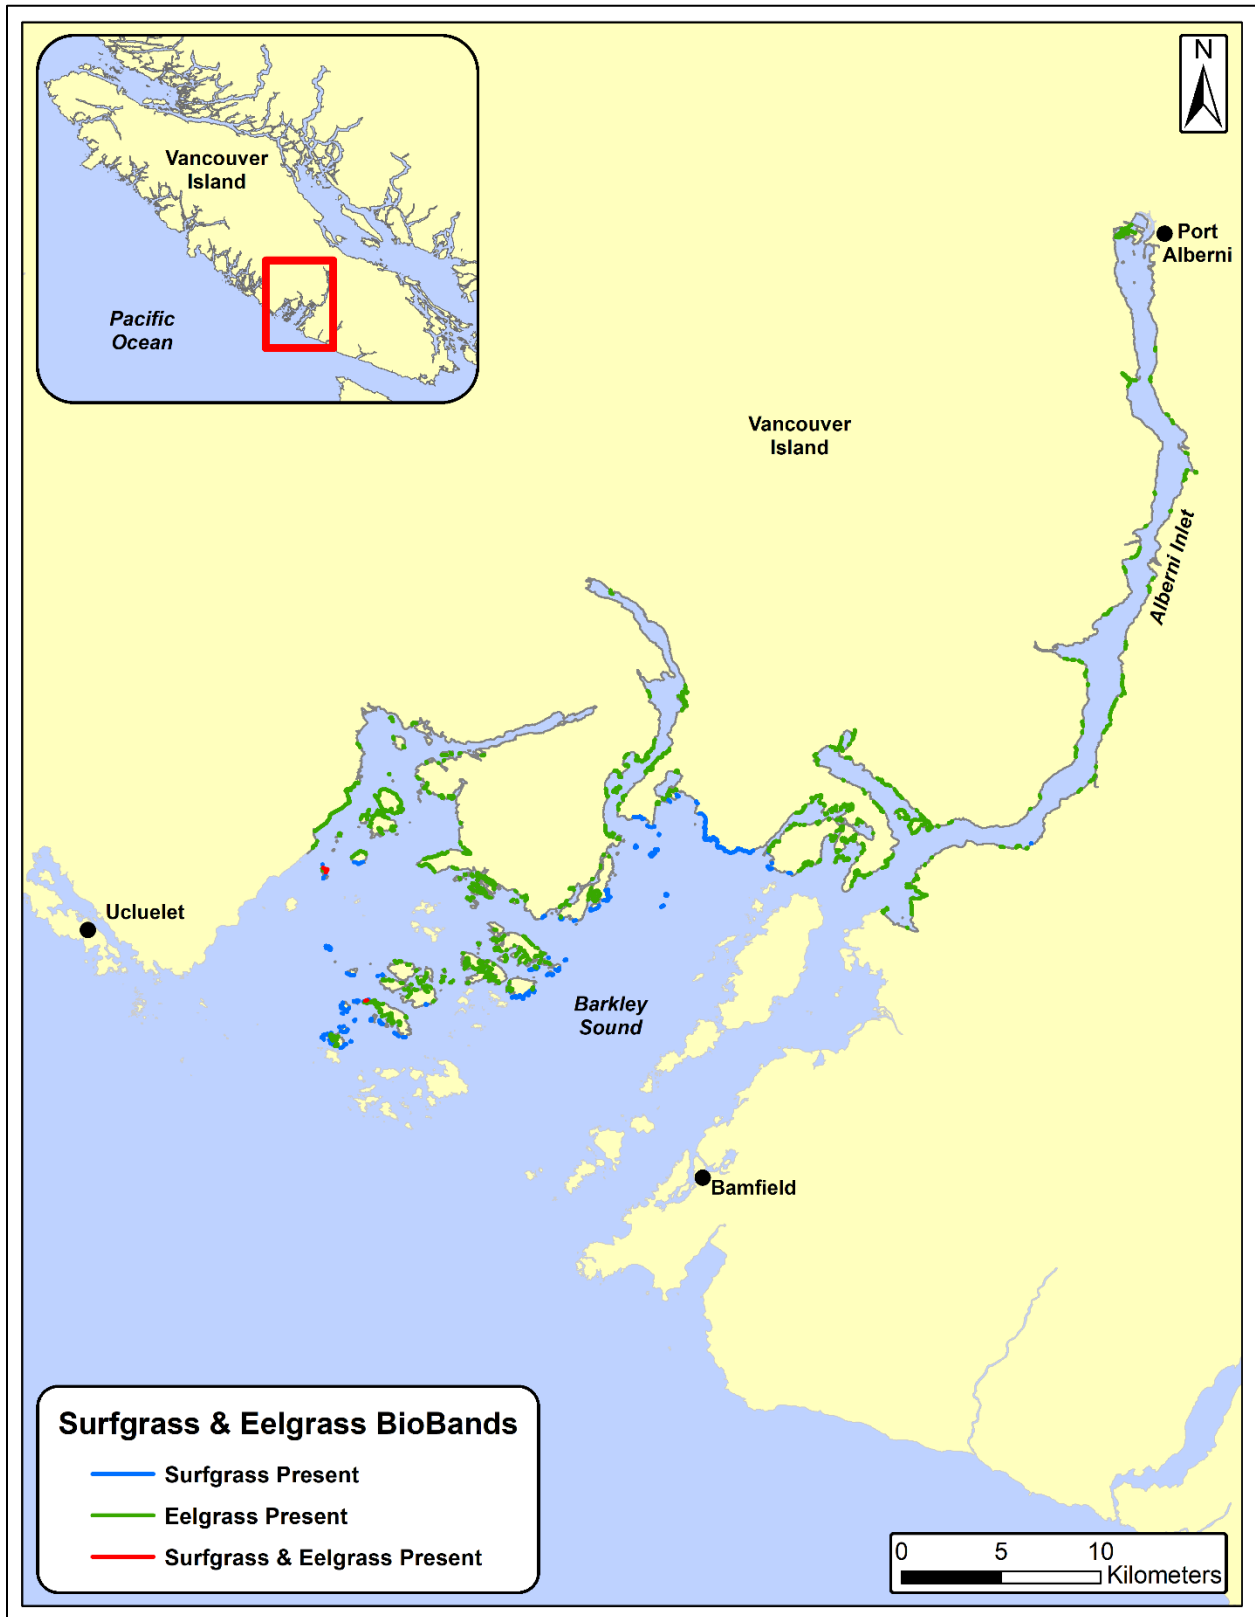 N
Vancouver
Island
Pacific
Ocean
Port
Alberni
Vancouver
Island
Alberni Inlet
Ucluelet
Barkley
Sound
Bamfield
Surfgrass & Eelgrass BioBands
Surfgrass Present
Eelgrass Present
Surfgrass & Eelgrass Present
0 5 10
Kilometers